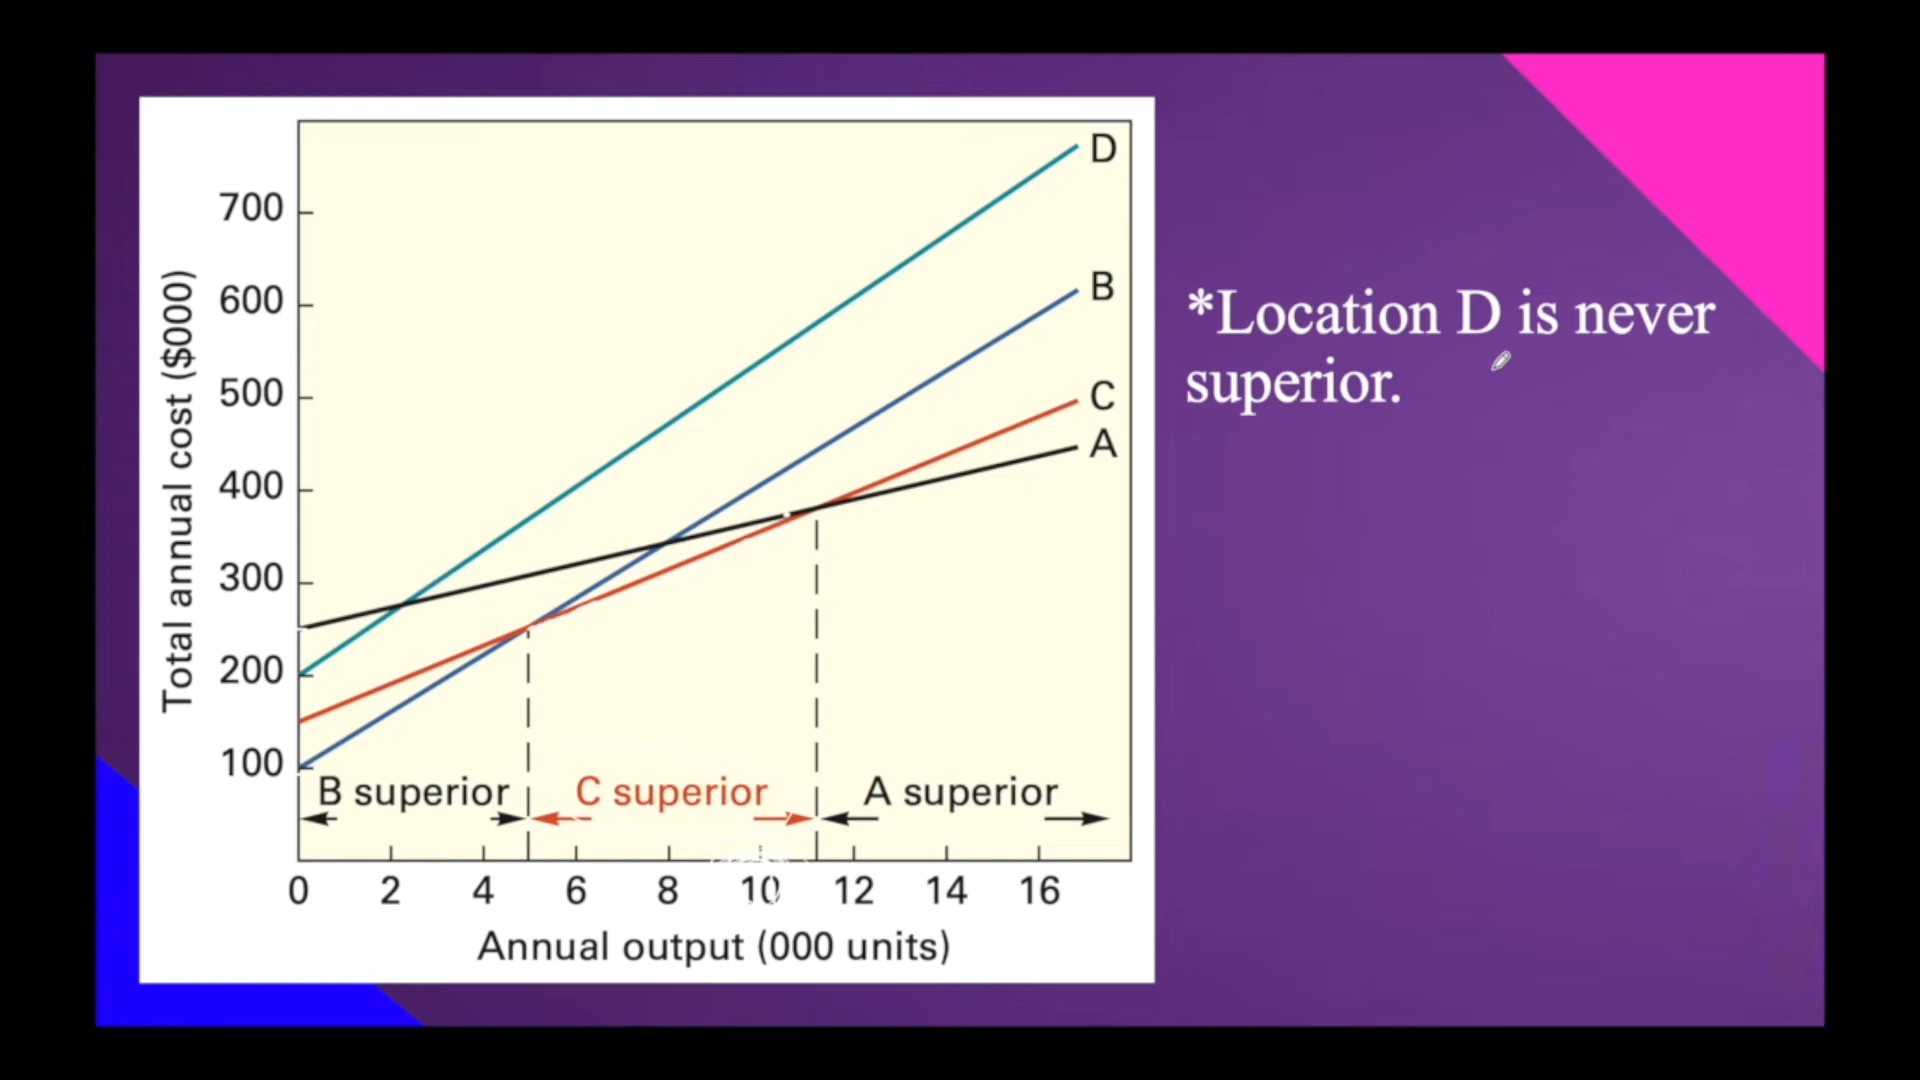 D
700
B
600
*Location D is never
superior.
C
500
A
400
300
200
100
Total annual cost ($000)
B superior
C superior
A superior
0 2 4 6 8 10 12 14 16
Annual output (000 units)